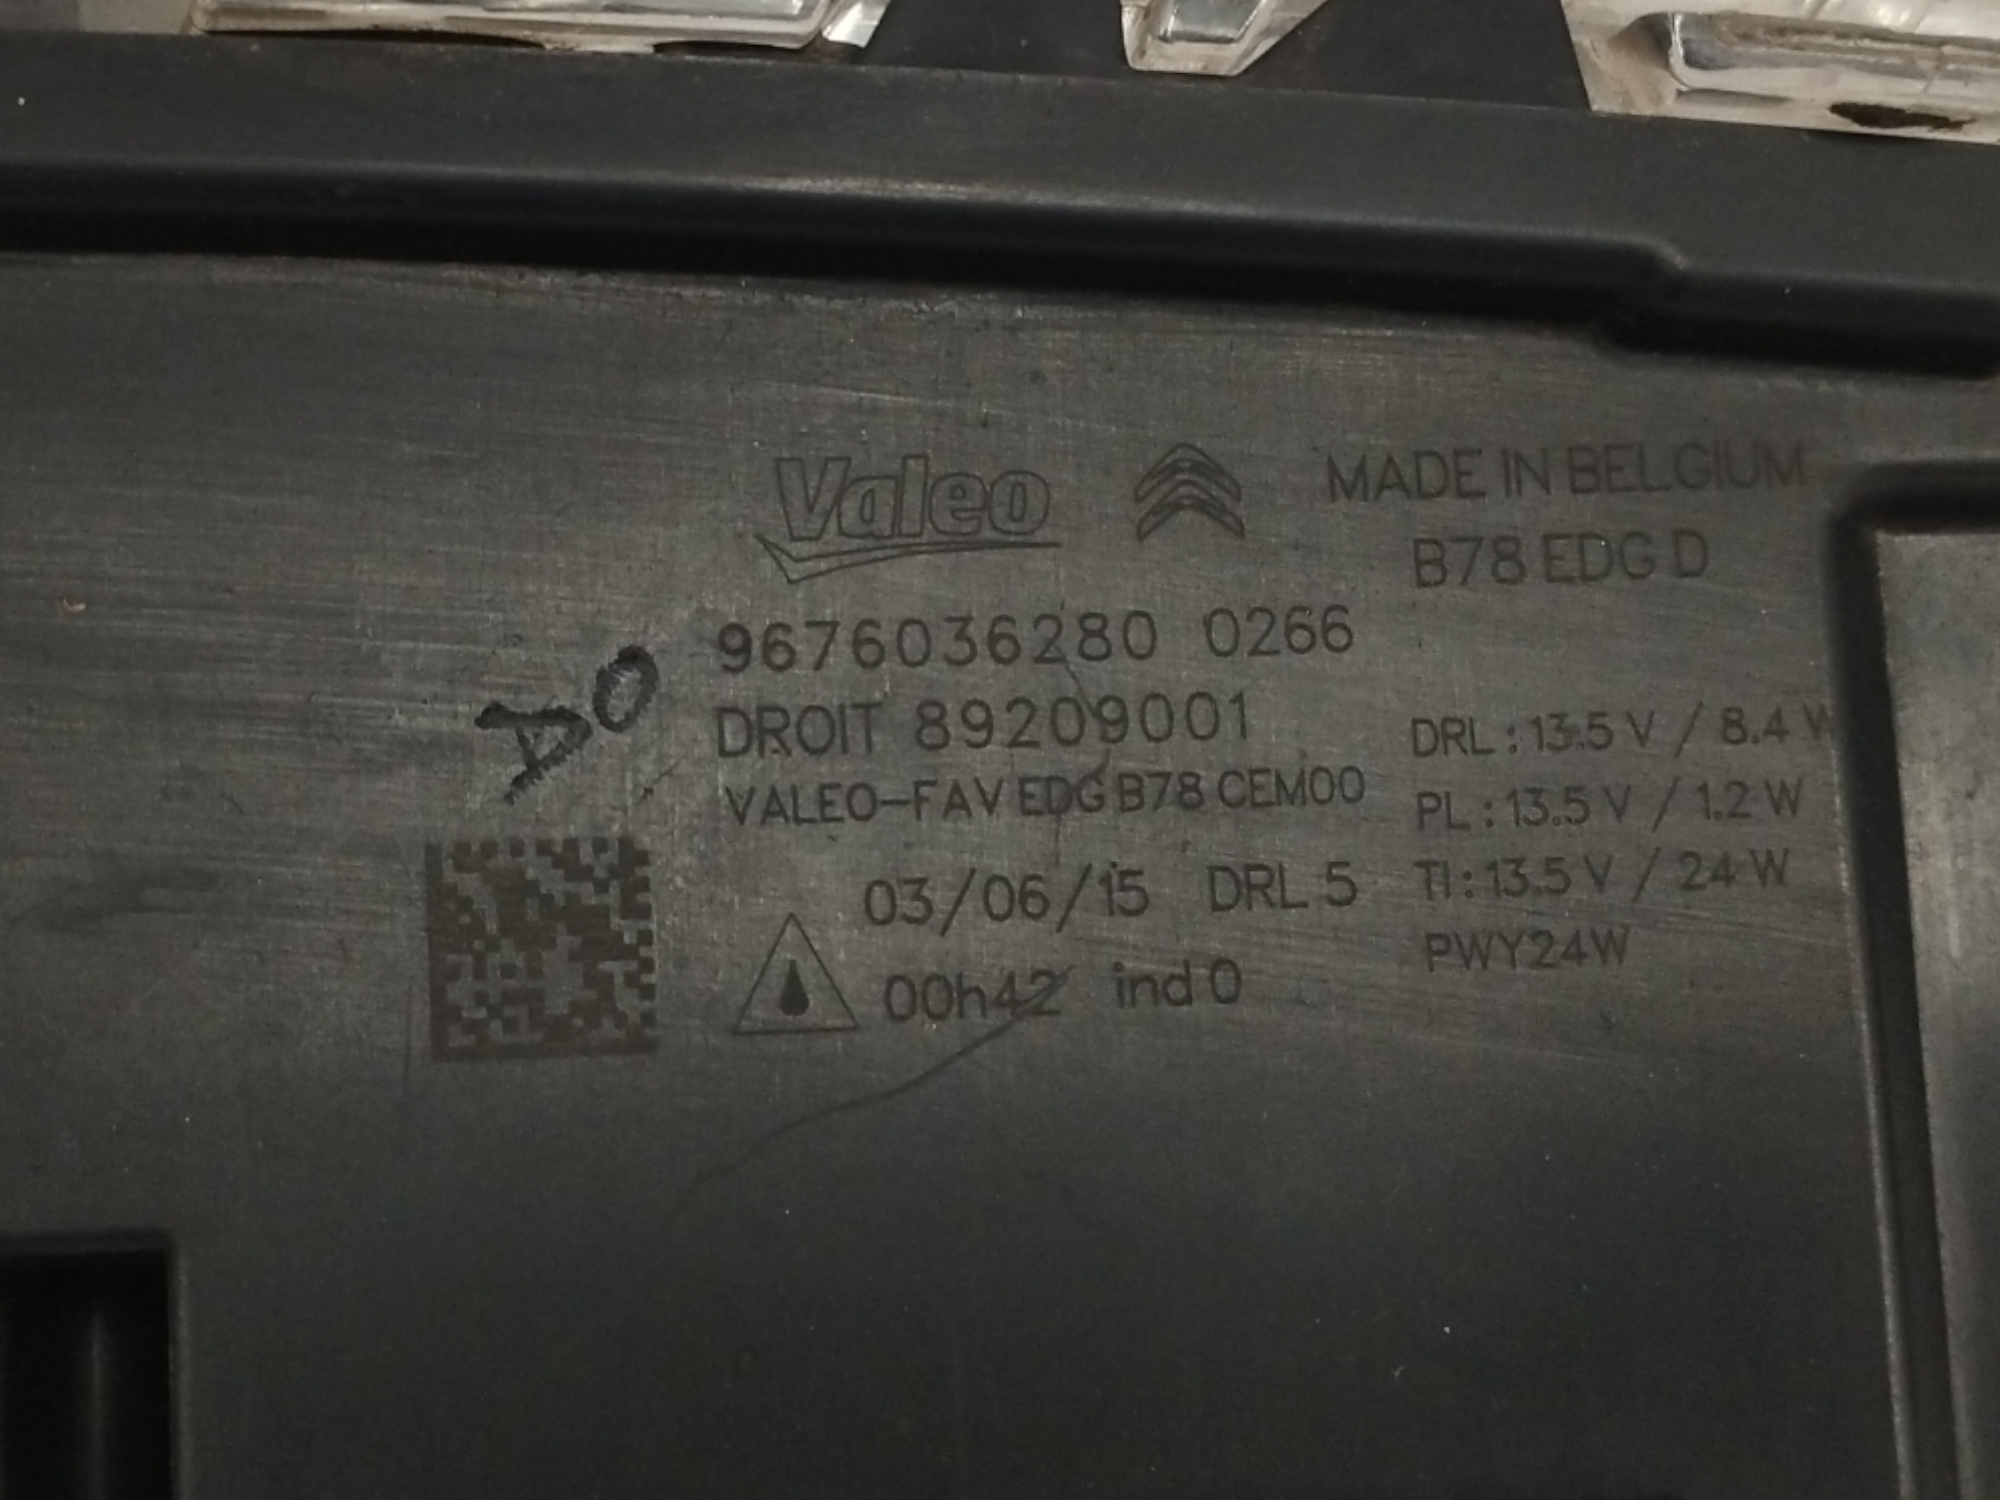 Valeo
MADE IN BELGIUM
B78 EDG D
9676036280 0266
DROIT 89209001
VALEO-FAV EDG B78 CEM00
03/06/15 DRL 5
00h42 ind 0
DRL : 13.5 V / 8.4 W
PL : 13.5 V / 1.2 W
TI : 13.5 V / 24 W
PWY24W
AO